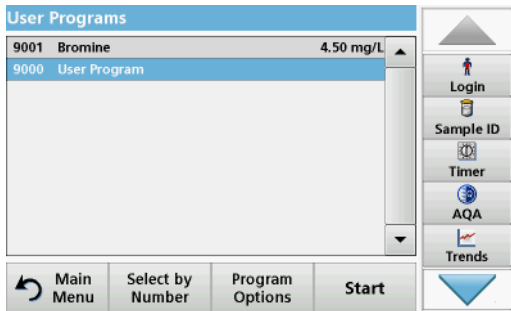 User Programs
9001 Bromine 4.50 mg/L
9000 User Program
Login
Sample ID
Timer
AQA
Trends
Main Menu
Select by Number
Program Options
Start